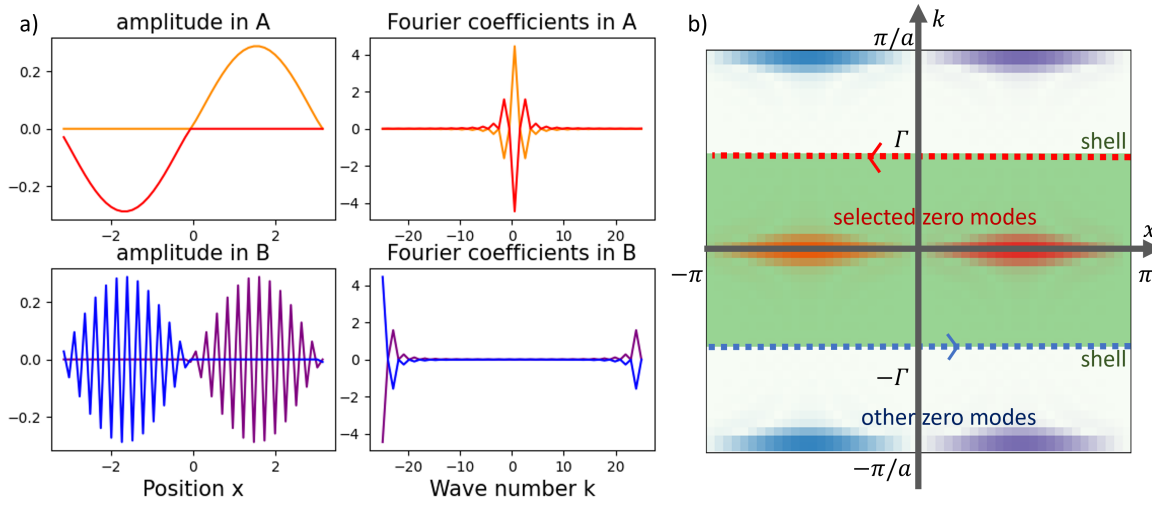 a)
amplitude in A
0.2
0.0
−0.2
−2
0
2
Fourier coefficients in A
4
2
0
−2
−4
−20
−10
0
10
20
amplitude in B
0.2
0.0
−0.2
−2
0
2
Position x
Fourier coefficients in B
4
2
0
−2
−4
−20
−10
0
10
20
Wave number k
b)
k
π/a
Γ
shell
selected zero modes
x
−π
π
shell
−Γ
other zero modes
−π/a